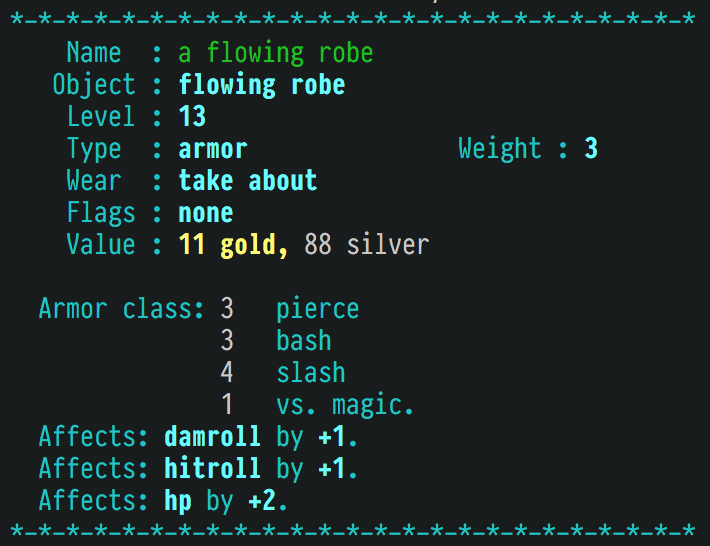 *-*-*-*-*-*-*-*-*-*-*-*-*-*-*-*-*-*-*-*-*-*-*-*-*
Name : a flowing robe
Object : flowing robe
Level : 13
Type : armor Weight : 3
Wear : take about
Flags : none
Value : 11 gold, 88 silver
Armor class: 3 pierce
3 bash
4 slash
1 vs. magic.
Affects: damroll by +1.
Affects: hitroll by +1.
Affects: hp by +2.
*-*-*-*-*-*-*-*-*-*-*-*-*-*-*-*-*-*-*-*-*-*-*-*-*